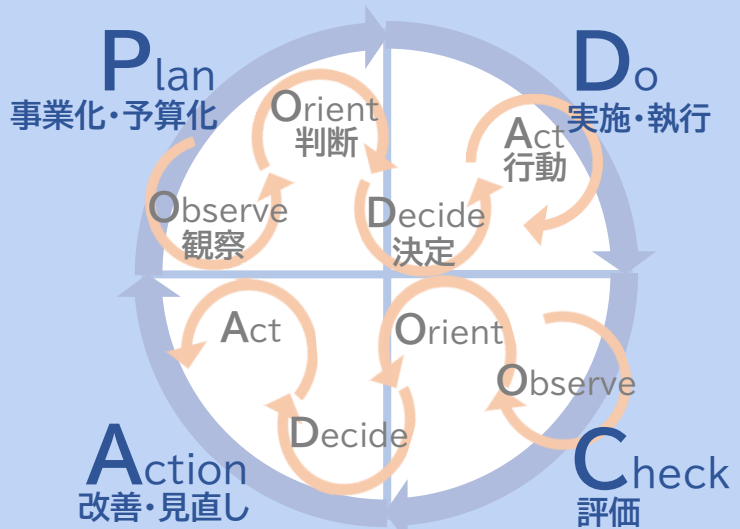 Plan
事業化・予算化
Do
実施・執行
Orient
判断
Act
行動
Observe
観察
Decide
決定
Act
Orient
Observe
Decide
Action
改善・見直し
Check
評価